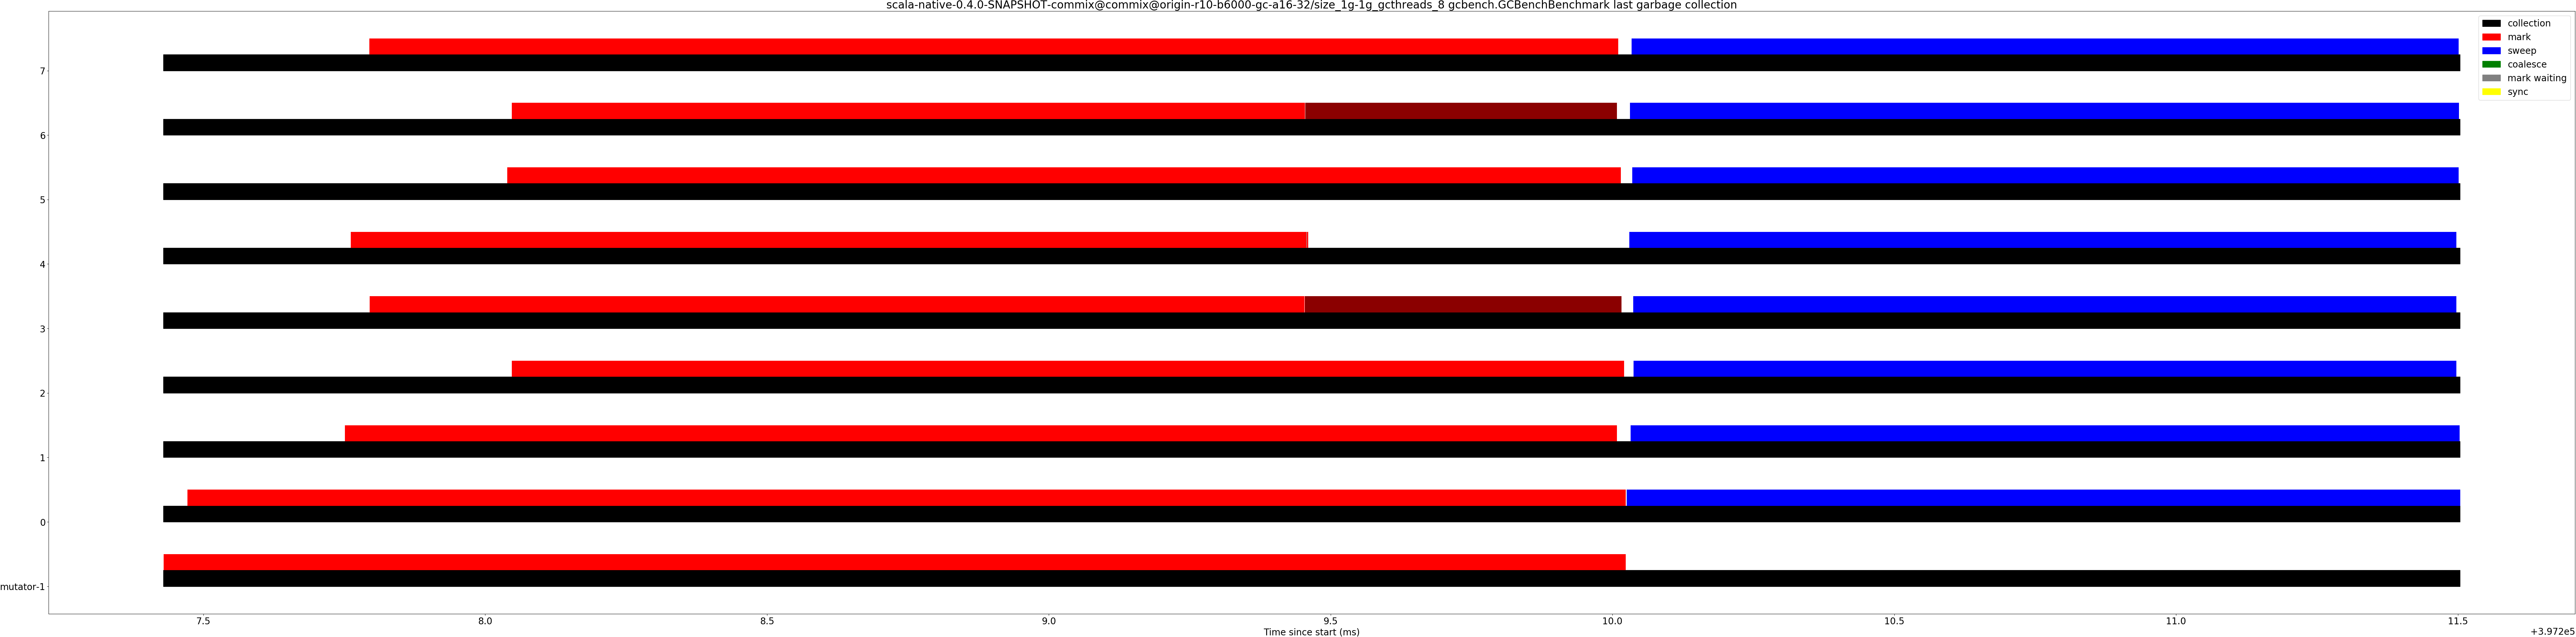 scala-native-0.4.0-SNAPSHOT-commix@commix@origin-r10-b6000-gc-a16-32/size_1g-1g_gcthreads_8 gcbench.GCBenchBenchmark last garbage collection
collection
mark
sweep
coalesce
mark waiting
sync
7
6
5
4
3
2
1
0
mutator-1
7.5 8.0 8.5 9.0 9.5 10.0 10.5 11.0 11.5
Time since start (ms)
+3.972e5